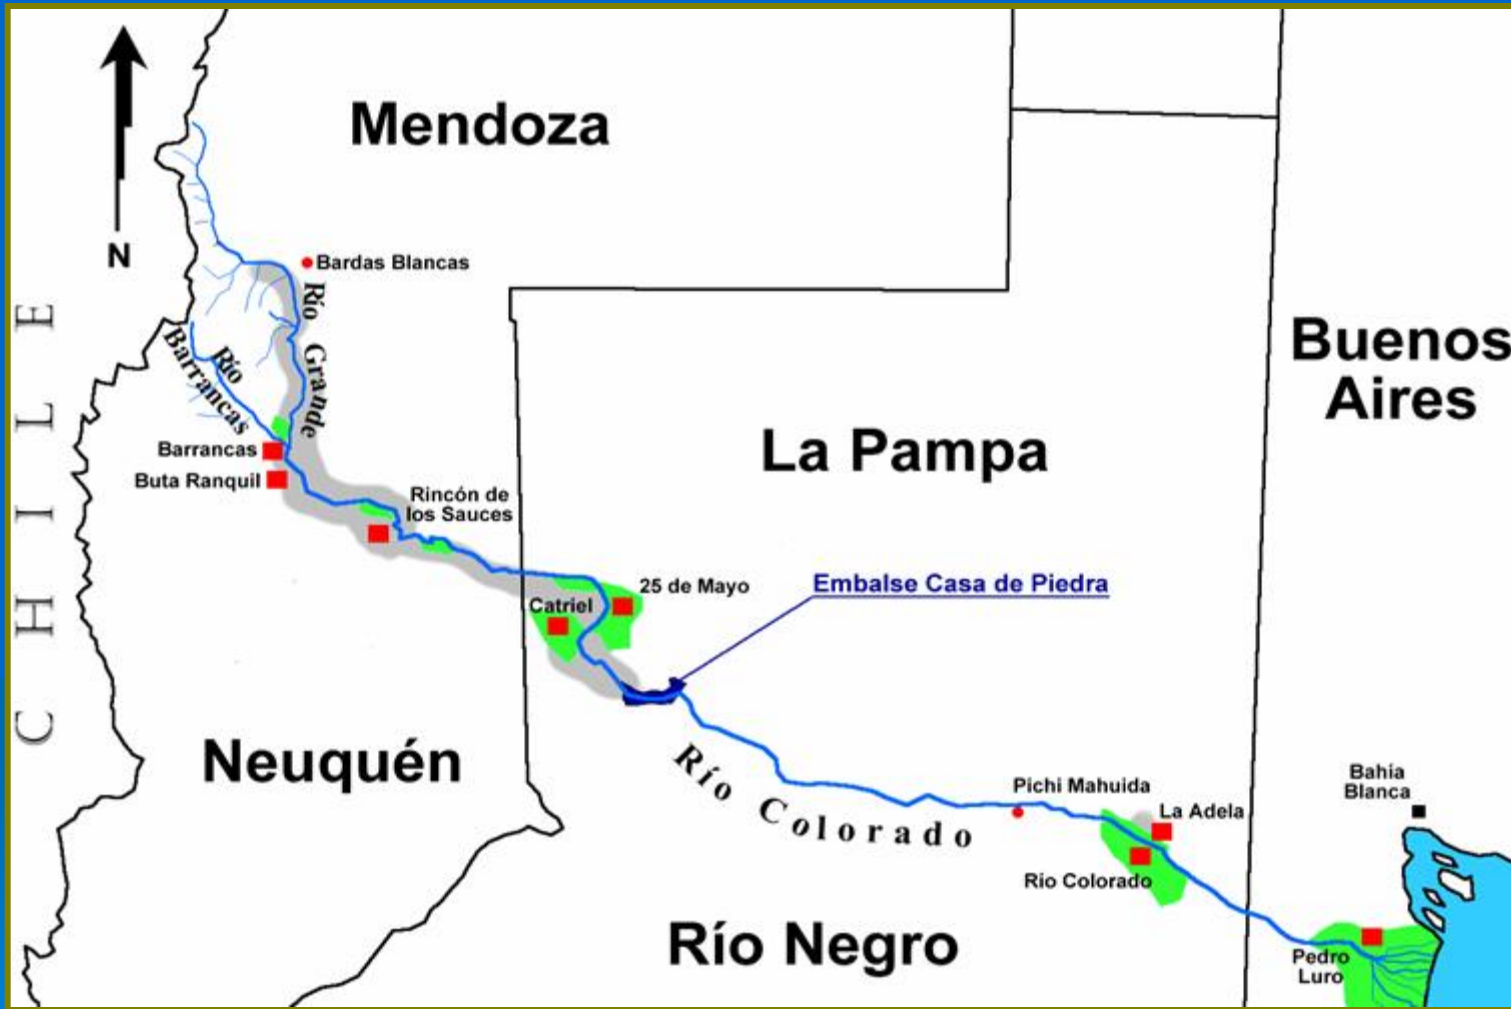 Mendoza
N
Bardas Blancas
Río
Grande
CHILE
Río
Barrancas
Buenos
Aires
La Pampa
Barrancas
Buta Ranquil
Rincón de
los Sauces
Embalse Casa de Piedra
25 de Mayo
Catriel
Neuquén
Río Colorado
Pichi Mahuida
Bahía
Blanca
La Adela
Rio Colorado
Río Negro
Pedro
Luro